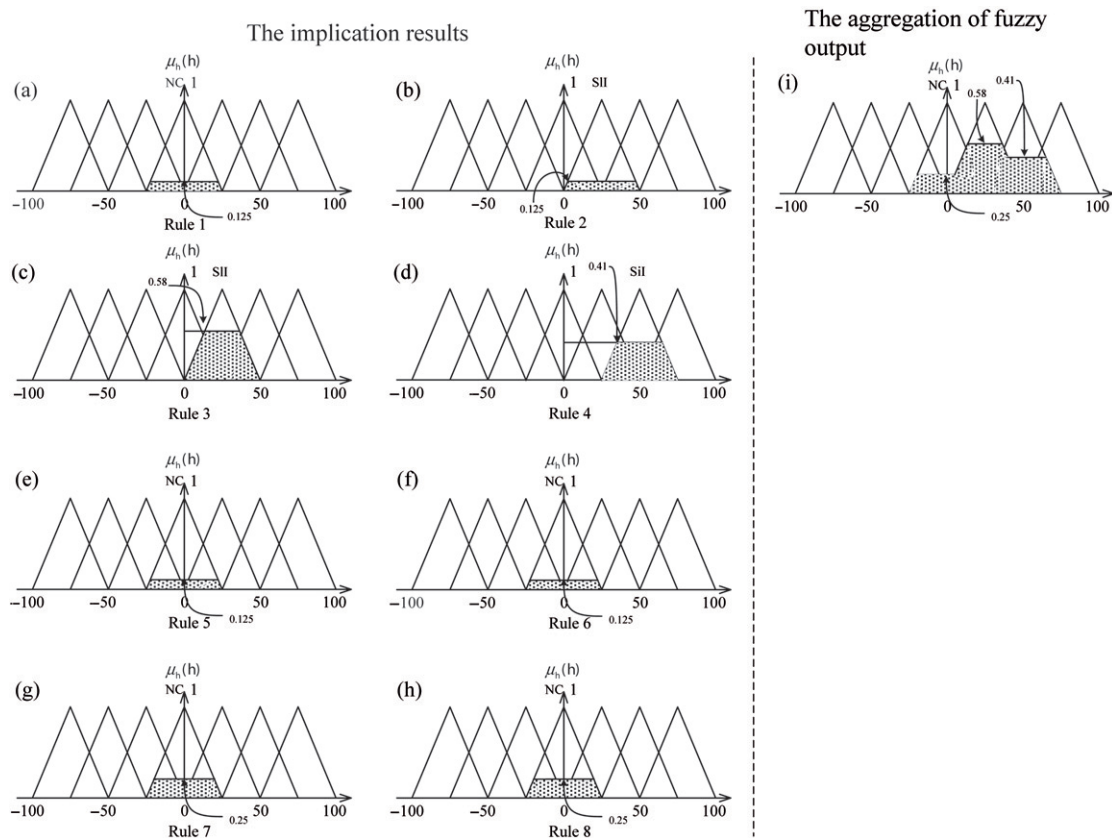 The implication results
The aggregation of fuzzy
output
(a)
μh(h)
NC 1
0.125
−100 −50 0 50 100
Rule 1
(b)
μh(h)
1 SlI
0.125
−100 −50 0 50 100
Rule 2
(i)
μh(h)
NC 1
0.58
0.41
0.25
−100 −50 0 50 100
(c)
μh(h)
1 SlI
0.58
−100 −50 0 50 100
Rule 3
(d)
μh(h)
0.41 1 SiI
−100 −50 0 50 100
Rule 4
(e)
μh(h)
NC 1
−100 −50 0 50 100
Rule 5 0.125
(f)
μh(h)
NC 1
−100 −50 0 50 100
Rule 6 0.125
(g)
μh(h)
NC 1
−100 −50 0 50 100
Rule 7 0.25
(h)
μh(h)
NC 1
−100 −50 0 50 100
Rule 8 0.25